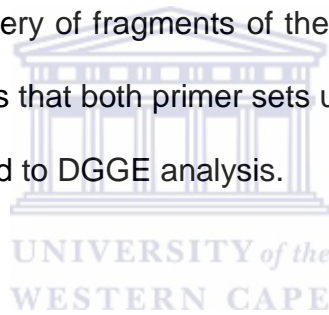 ery of fragments of the
s that both primer sets u
d to DGGE analysis.
UNIVERSITY of the
WESTERN CAPE